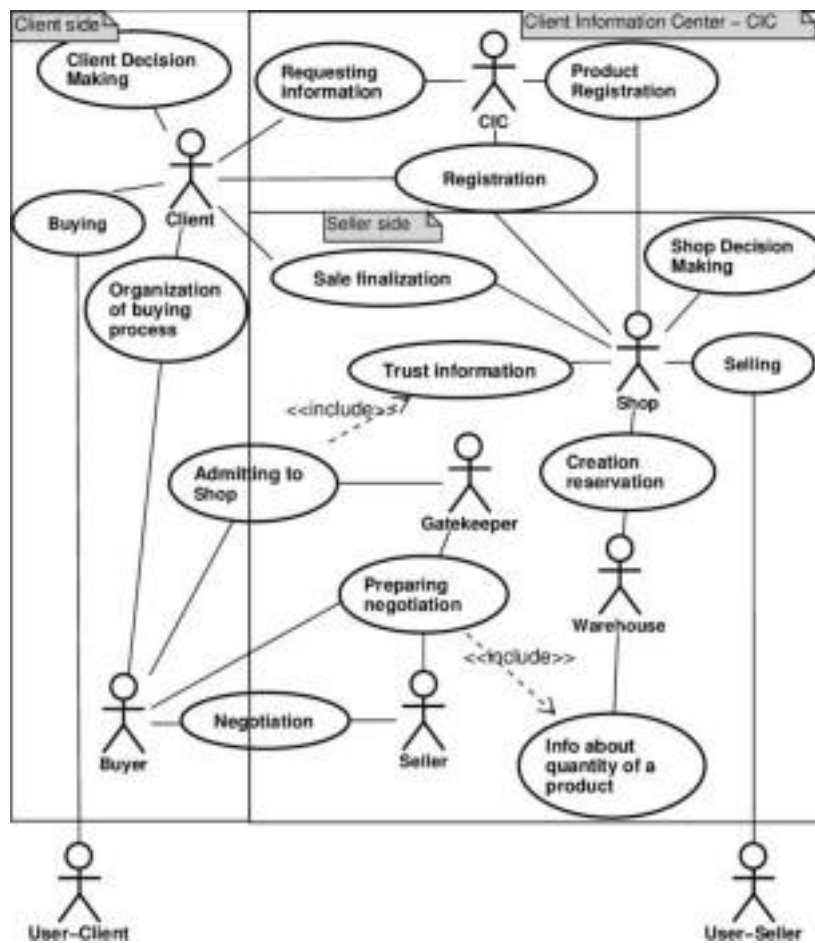 Client side
Client Information Center – CIC
Client Decision
Making
Requesting
Information
Product
Registration
CIC
Registration
Client
Buying
Seller side
Shop Decision
Making
Sale finalization
Organization
of buying
process
Trust information
Selling
<<include>>
Shop
Admitting to
Shop
Creation
reservation
Gatekeeper
Preparing
negotiation
Warehouse
<<include>>
Negotiation
Buyer
Seller
Info about
quantity of a
product
User–Client
User–Seller